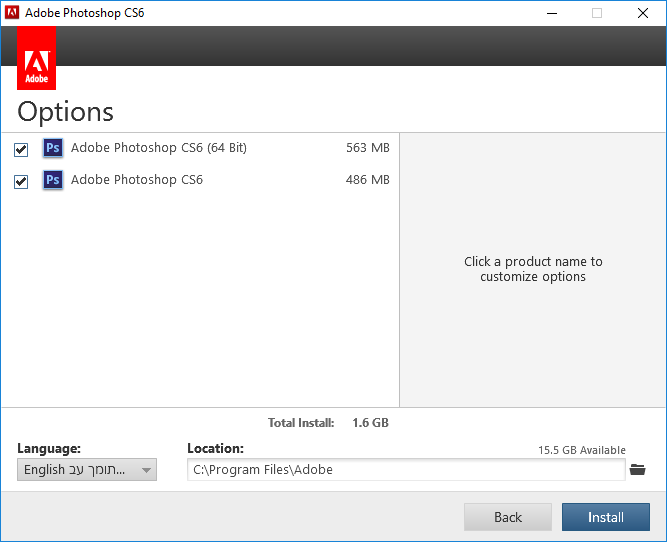 Adobe Photoshop CS6
Adobe
Options
Ps Adobe Photoshop CS6 (64 Bit) 563 MB
Ps Adobe Photoshop CS6 486 MB
Click a product name to
customize options
Total Install: 1.6 GB
Language:
English תומך עב...
Location:
15.5 GB Available
C:\Program Files\Adobe
Back
Install